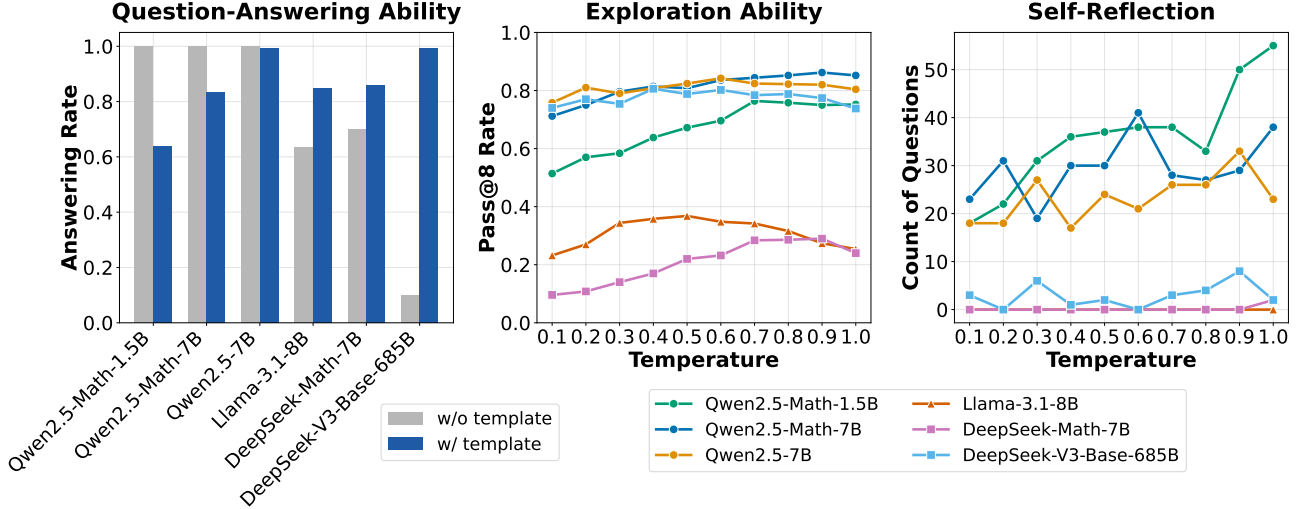 Question-Answering Ability
Answering Rate
1.0
0.8
0.6
0.4
0.2
0.0
Qwen2.5-Math-1.5B
Qwen2.5-Math-7B
Qwen2.5-7B
Llama-3.1-8B
DeepSeek-Math-7B
DeepSeek-V3-Base-685B
w/o template
w/ template
Exploration Ability
Pass@8 Rate
1.0
0.8
0.6
0.4
0.2
0.0
0.1 0.2 0.3 0.4 0.5 0.6 0.7 0.8 0.9 1.0
Temperature
Self-Reflection
Count of Questions
50
40
30
20
10
0
0.1 0.2 0.3 0.4 0.5 0.6 0.7 0.8 0.9 1.0
Temperature
Qwen2.5-Math-1.5B
Qwen2.5-Math-7B
Qwen2.5-7B
Llama-3.1-8B
DeepSeek-Math-7B
DeepSeek-V3-Base-685B